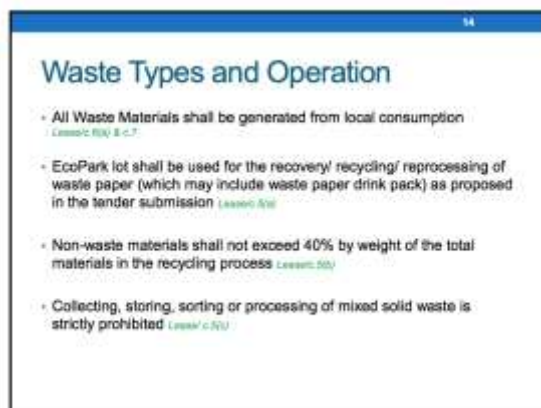 14
Waste Types and Operation
• All Waste Materials shall be generated from local consumption
• EcoPark lot shall be used for the recovery/ recycling/ reprocessing of
waste paper (which may include waste paper drink pack) as proposed
in the tender submission
• Non-waste materials shall not exceed 40% by weight of the total
materials in the recycling process
• Collecting, storing, sorting or processing of mixed solid waste is
strictly prohibited